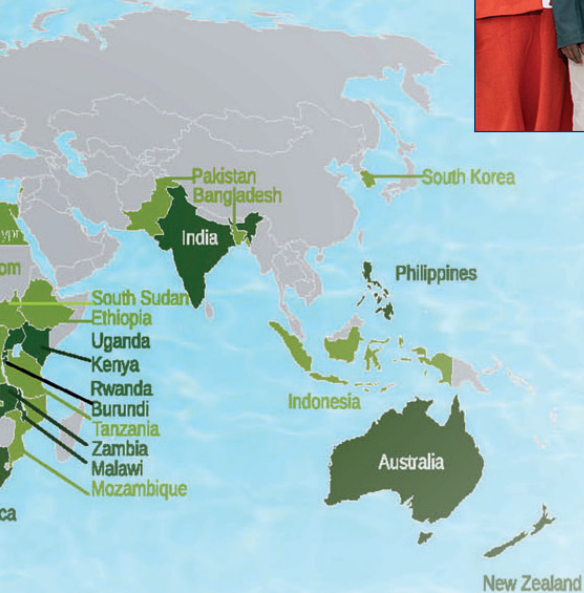 Pakistan
Bangladesh
South Korea
India
Philippines
South Sudan
Ethiopia
Uganda
Kenya
Rwanda
Burundi
Tanzania
Zambia
Malawi
Mozambique
Indonesia
Australia
New Zealand